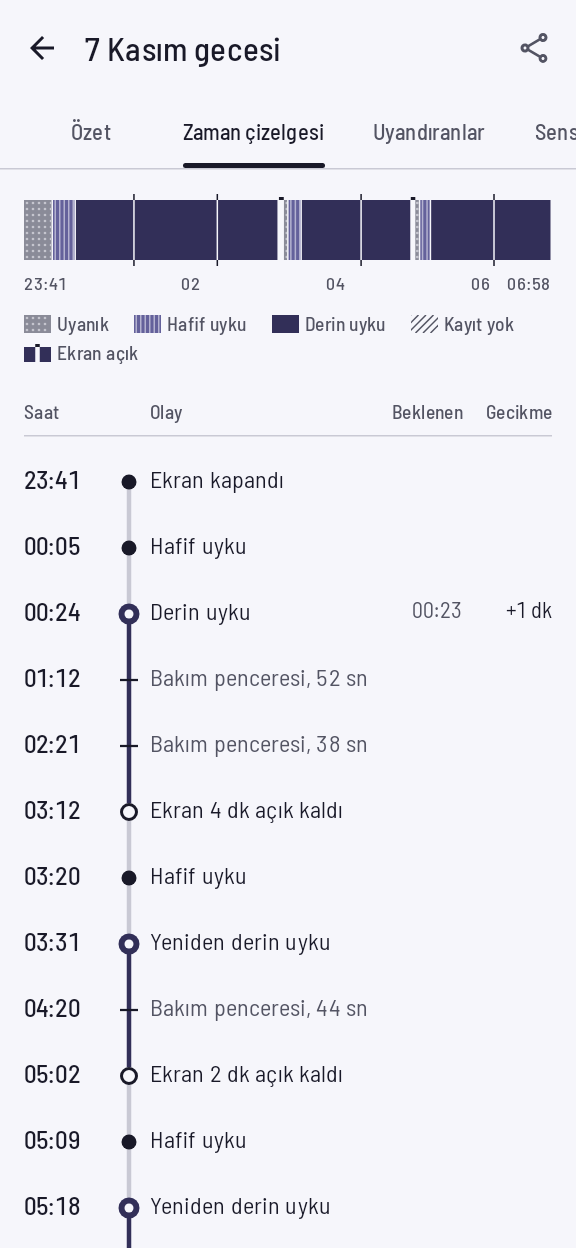 7 Kasım gecesi
Özet Zaman çizelgesi Uyandıranlar Sens
23:41 02 04 06 06:58
Uyanık Hafif uyku Derin uyku Kayıt yok
Ekran açık
Saat Olay Beklenen Gecikme
23:41 Ekran kapandı
00:05 Hafif uyku
00:24 Derin uyku 00:23 +1 dk
01:12 Bakım penceresi, 52 sn
02:21 Bakım penceresi, 38 sn
03:12 Ekran 4 dk açık kaldı
03:20 Hafif uyku
03:31 Yeniden derin uyku
04:20 Bakım penceresi, 44 sn
05:02 Ekran 2 dk açık kaldı
05:09 Hafif uyku
05:18 Yeniden derin uyku